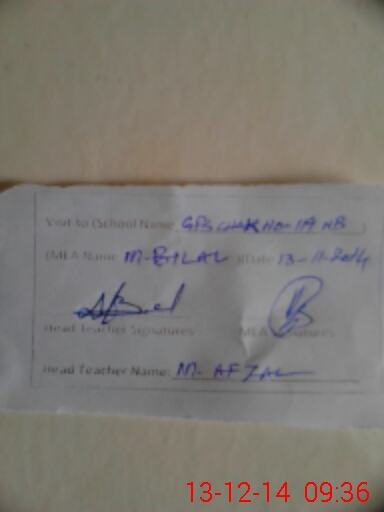 Visit to (School Name GPS CHAK NO- 119 NB )
(MEA Name: M- BILAL )(Date 13-11-2014
Head Teacher Signatures MEA Signatures
Head Teacher Name: M- AFZAL
13-12-14 09:36